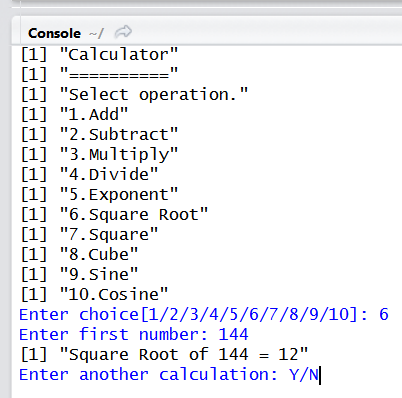 Console ~/
[1] "Calculator"
[1] "=========="
[1] "Select operation."
[1] "1.Add"
[1] "2.Subtract"
[1] "3.Multiply"
[1] "4.Divide"
[1] "5.Exponent"
[1] "6.Square Root"
[1] "7.Square"
[1] "8.Cube"
[1] "9.Sine"
[1] "10.Cosine"
Enter choice[1/2/3/4/5/6/7/8/9/10]: 6
Enter first number: 144
[1] "Square Root of 144 = 12"
Enter another calculation: Y/N